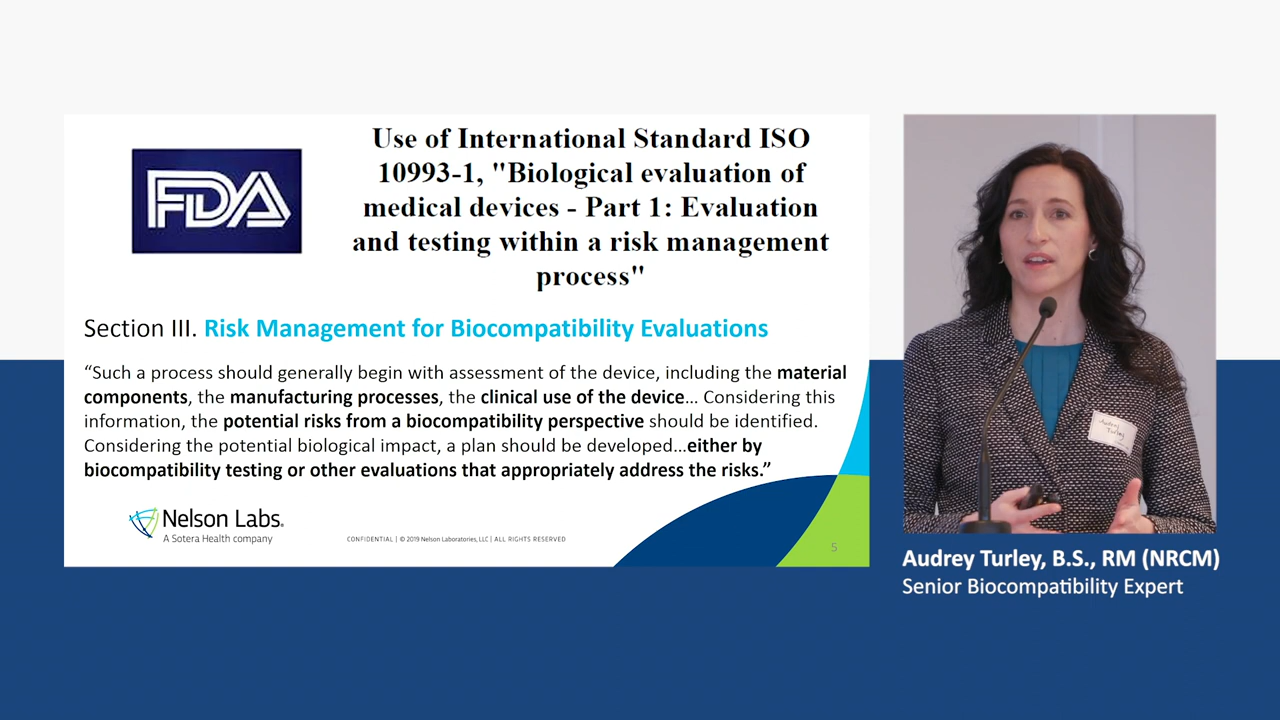 FDA
Use of International Standard ISO
10993-1, "Biological evaluation of
medical devices - Part 1: Evaluation
and testing within a risk management
process"
Section III. Risk Management for Biocompatibility Evaluations
“Such a process should generally begin with assessment of the device, including the material
components, the manufacturing processes, the clinical use of the device… Considering this
information, the potential risks from a biocompatibility perspective should be identified.
Considering the potential biological impact, a plan should be developed…either by
biocompatibility testing or other evaluations that appropriately address the risks.”
Nelson Labs.
A Sotera Health company
CONFIDENTIAL | © 2019 Nelson Laboratories, LLC | ALL RIGHTS RESERVED
5
Audrey
Turley
Audrey Turley, B.S., RM (NRCM)
Senior Biocompatibility Expert